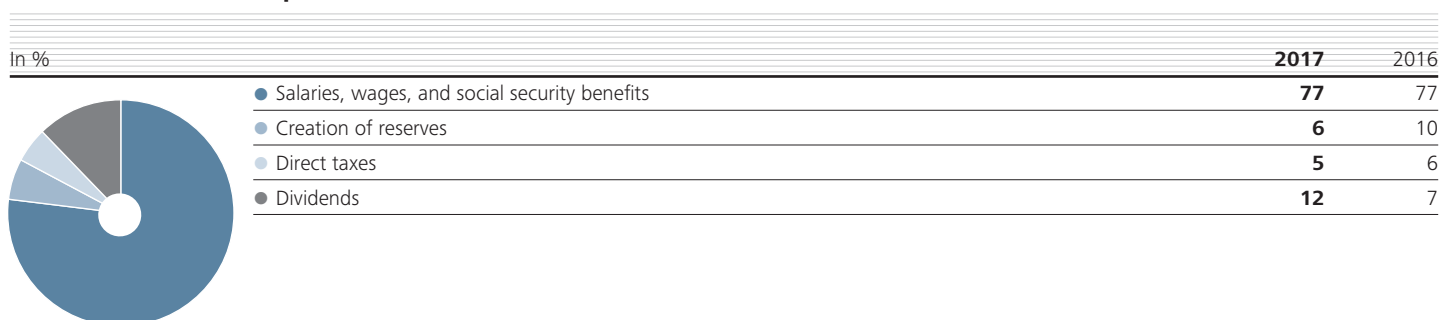 In % 2017 2016
Salaries, wages, and social security benefits 77 77
Creation of reserves 6 10
Direct taxes 5 6
Dividends 12 7